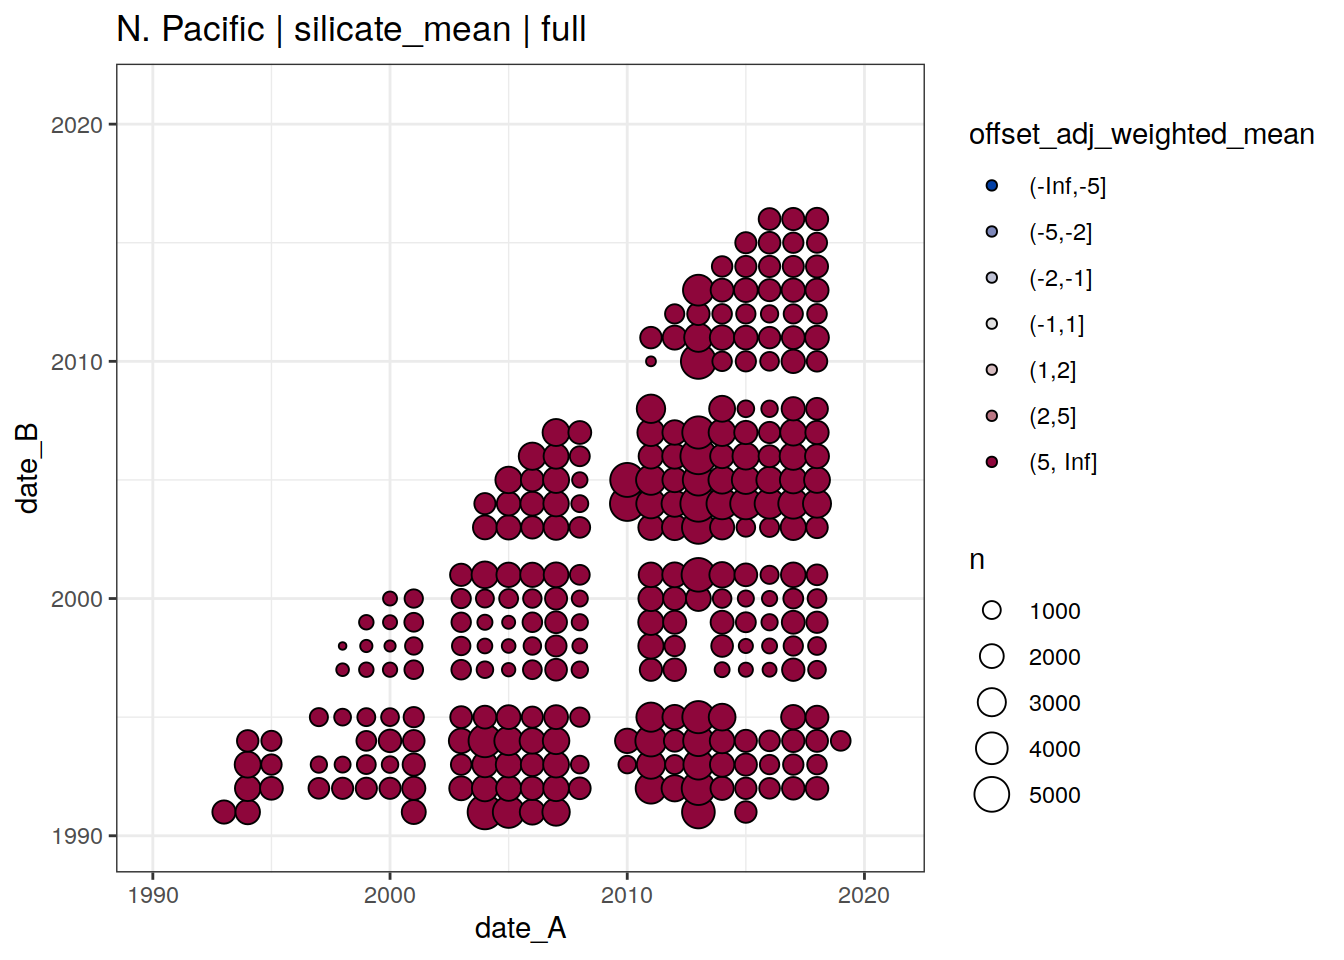 N. Pacific | silicate_mean | full
2020
2010
2000
1990
date_B
1990
2000
2010
2020
date_A
offset_adj_weighted_mean
(-Inf,-5]
(-5,-2]
(-2,-1]
(-1,1]
(1,2]
(2,5]
(5, Inf]
n
1000
2000
3000
4000
5000